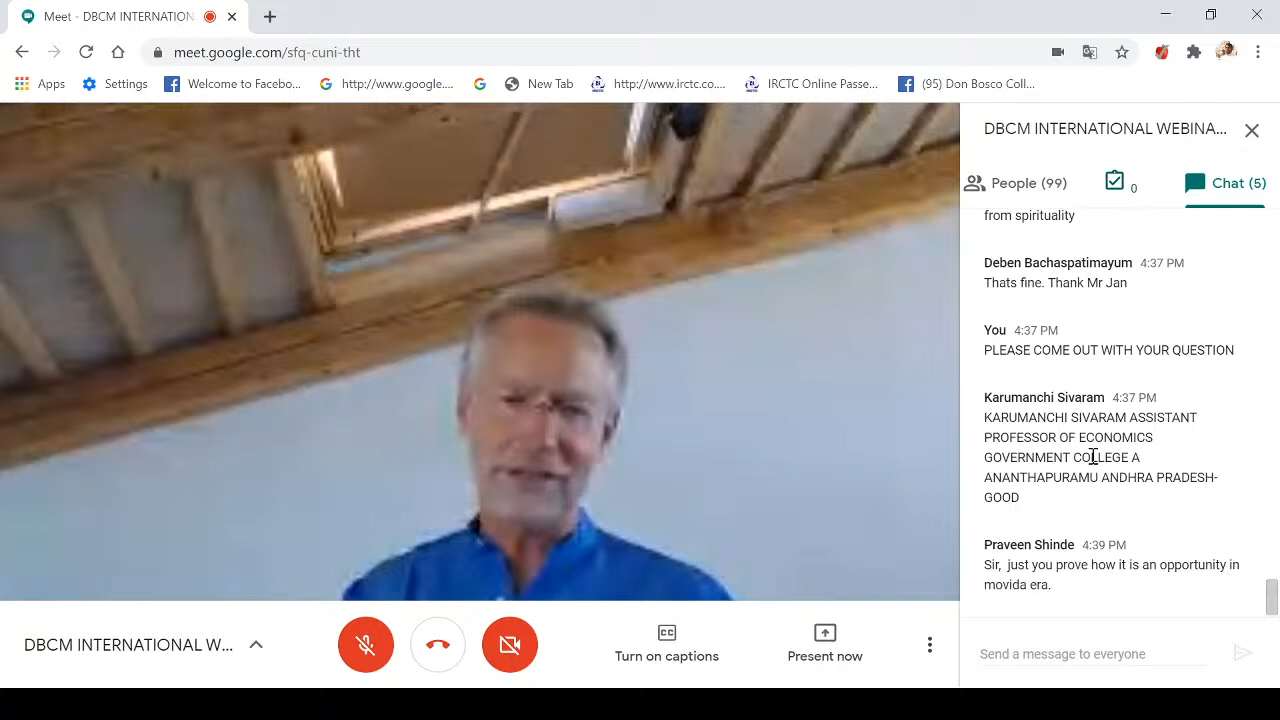 Meet - DBCM INTERNATION
meet.google.com/sfq-cuni-tht
Apps
Settings
Welcome to Facebo...
http://www.google....
New Tab
http://www.irctc.co....
IRCTC Online Passe...
(95) Don Bosco Coll...
DBCM INTERNATIONAL WEBINA...
People (99)
0
Chat (5)
from spirituality
Deben Bachaspatimayum 4:37 PM
Thats fine. Thank Mr Jan
You 4:37 PM
PLEASE COME OUT WITH YOUR QUESTION
Karumanchi Sivaram 4:37 PM
KARUMANCHI SIVARAM ASSISTANT
PROFESSOR OF ECONOMICS
GOVERNMENT COLLEGE A
ANANTHAPURAMU ANDHRA PRADESH-
GOOD
Praveen Shinde 4:39 PM
Sir, just you prove how it is an opportunity in
movida era.
Send a message to everyone
DBCM INTERNATIONAL W...
Turn on captions
Present now